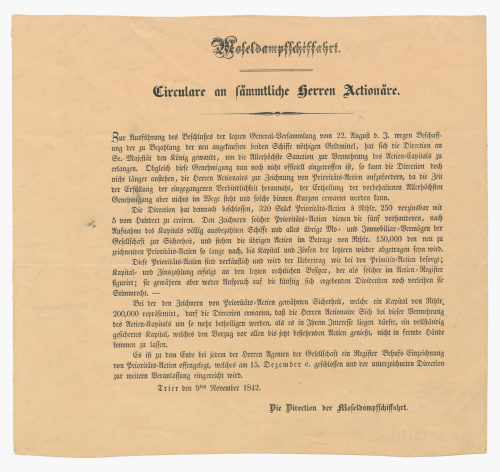 Moseldampfschiffahrt.
Circulare an sämmtliche Herren Actionäre.
Zur Ausführung des Beschlußes der letzten General-Versammlung vom 22. August d. J. wegen Beschaff-
ung der zu Bezahlung der neu angekauften beiden Schiffe nöthigen Geldmittel, hat sich die Direction an
Se. Majestät den König gewandt, um die Allerhöchste Sanction zur Vermehrung des Actien-Capitals zu
erlangen. Obgleich diese Genehmigung nun noch nicht officiell eingetroffen ist, so kann die Direction doch
nicht länger anstehen, die Herren Actionairs zur Zeichnung von Prioritäts-Actien aufzufordern, da die Zeit
der Erfüllung der eingegangenen Verbindlichkeit herannaht, der Ertheilung der vorbehaltenen Allerhöchsten
Genehmigung aber nichts im Wege steht und solche binnen Kurzem erwartet werden kann.
Die Direction hat demnach beschlossen, 320 Stück Prioritäts-Actien à Rthlr. 250 verzinsbar mit
5 vom Hundert zu creiren. Den Zeichnern solcher Prioritäts-Actien dienen die fünf vorhandenen, nach
Aufnahme des Kapitals völlig ausbezahlten Schiffe und alles übrige Mo- und Immobiliar-Vermögen der
Gesellschaft zur Sicherheit, und stehen die übrigen Actien im Betrage von Rthlr. 150,000 den neu zu
zeichnenden Prioritäts-Actien so lange nach, bis Kapital und Zinsen der letztern wieder abgetragen seyn wird.
Diese Prioritäts-Actien sind verkäuflich und wird der Uebertrag wie bei den Primitiv-Actien besorgt;
Kapital- und Zinszahlung erfolgt an den letzten rechtlichen Besitzer, der als solcher im Actien-Register
figurirt; sie gewähren aber weder Anspruch auf die künftig sich ergebenden Dividenden noch verleihen sie
Stimmrecht. —
Bei der den Zeichnern von Prioritäts-Actien gewährten Sicherheit, welche ein Kapital von Rthlr.
200,000 repräsentirt, darf die Direction erwarten, daß die Herren Actionaire Sich bei dieser Vermehrung
des Actien-Kapitals um so mehr betheiligen werden, als es in Ihrem Interesse liegen dürfte, ein vollständig
gesichertes Kapital, welches den Vorzug vor allen bis jetzt bestehenden Actien genießt, nicht in fremde Hände
kommen zu lassen.
Es ist zu dem Ende bei jedem der Herren Agenten der Gesellschaft ein Register Behufs Einzeichnung
von Prioritäts-Actien offengelegt, welches am 15. Dezember c. geschlossen und der unterzeichneten Direction
zur weitern Veranlassung eingereicht wird.
Trier den 9ten November 1842.
Die Direction der Moseldampfschiffahrt.